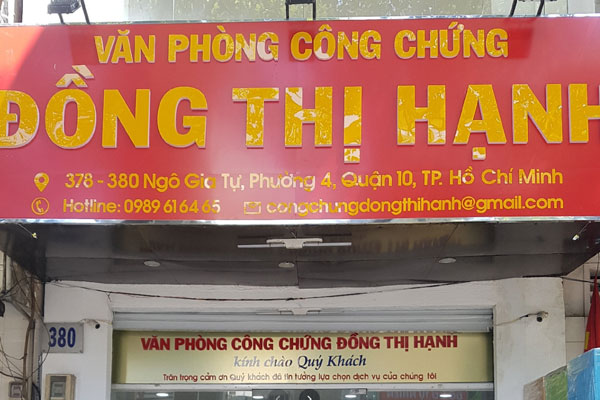 VĂN PHÒNG CÔNG CHỨNG
ĐỒNG THỊ HẠNH
378 - 380 Ngô Gia Tự, Phường 4, Quận 10, TP. Hồ Chí Minh
Hotline: 0989 61 64 65 congchungdongthihanh@gmail.com
380
VĂN PHÒNG CÔNG CHỨNG ĐỒNG THỊ HẠNH
kính chào Quý Khách
Trân trọng cảm ơn Quý khách đã tin tưởng lựa chọn dịch vụ của chúng tôi